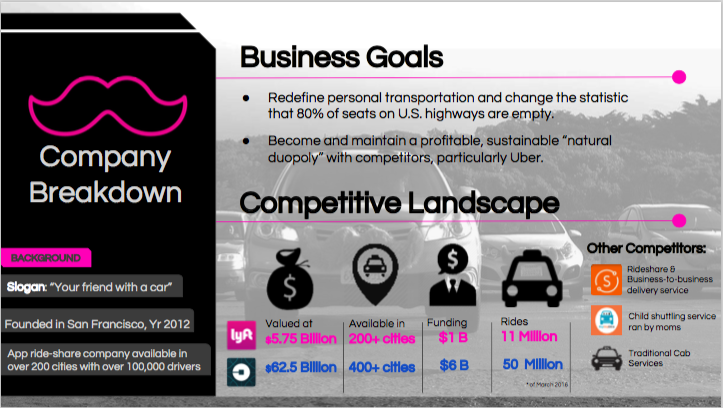 Company
Breakdown
BACKGROUND
Slogan: “Your friend with a car”
Founded in San Francisco, Yr 2012
App ride-share company available in
over 200 cities with over 100,000 drivers
Business Goals
● Redefine personal transportation and change the statistic
that 80% of seats on U.S. highways are empty.
● Become and maintain a profitable, sustainable “natural
duopoly” with competitors, particularly Uber.
Competitive Landscape
$
$
Valued at Available in Funding Rides
lyft $5.75 Billion 200+ cities $1 B 11 Million
$62.5 Billion 400+ cities $6 B 50 Million
*of March 2016
Other Competitors:
S
Rideshare &
Business-to-business
delivery service
Child shuttling service
ran by moms
Traditional Cab
Services